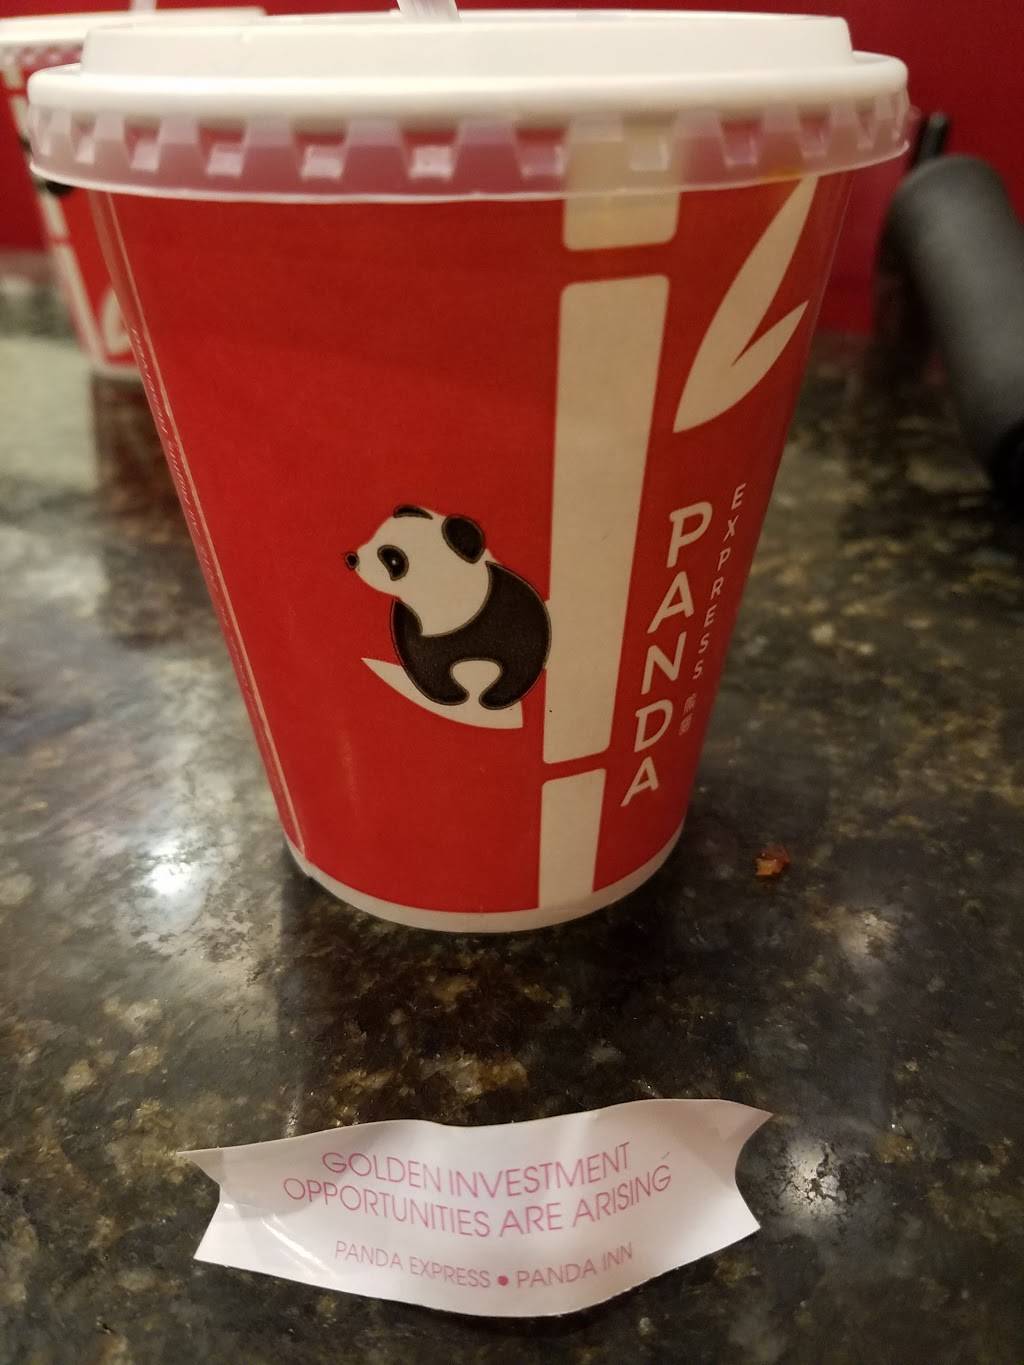 PANDA
EXPRESS
GOLDEN INVESTMENT
OPPORTUNITIES ARE ARISING
PANDA EXPRESS • PANDA INN